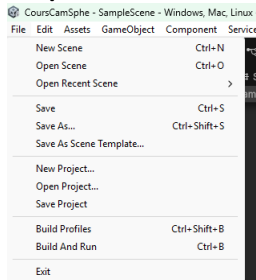 CoursCamSphe - SampleScene - Windows, Mac, Linux
File Edit Assets GameObject Component Service
New Scene Ctrl+N
Open Scene Ctrl+O
Open Recent Scene >
Save Ctrl+S
Save As... Ctrl+Shift+S
Save As Scene Template...
New Project...
Open Project...
Save Project
Build Profiles Ctrl+Shift+B
Build And Run Ctrl+B
Exit